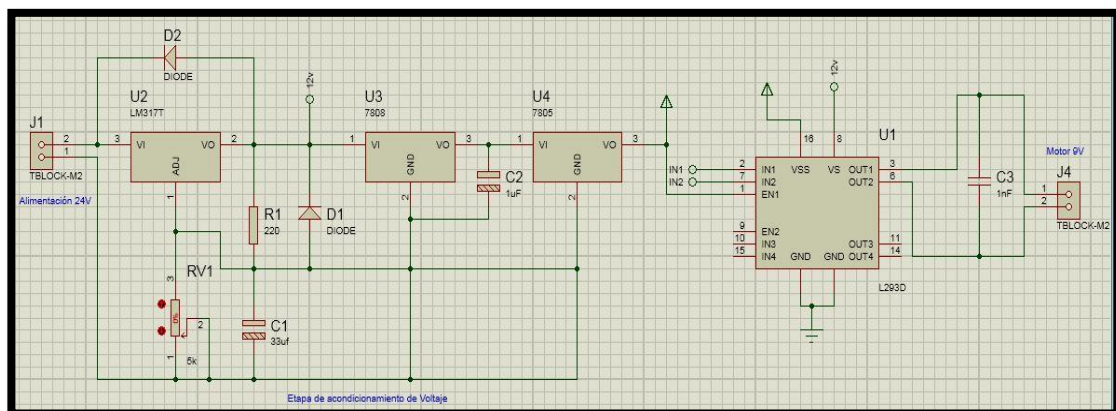 D2
DIODE
12v
U2
LM317T
U3
7808
U4
7805
J1
2
1
TBLOCK-M2
3
VI
VO
2
ADJ
1
1
VI
VO
3
GND
2
1
VI
VO
3
GND
2
Alimentación 24V
C2
1uF
R1
220
D1
DIODE
RV1
3
0%
2
1
5k
C1
33uf
Etapa de acondicionamiento de Voltaje
12v
16
8
U1
IN1
IN2
2
7
1
IN1
IN2
EN1
VSS
VS
OUT1
OUT2
3
6
9
10
15
EN2
IN3
IN4
GND
GND
OUT3
OUT4
11
14
L293D
C3
1nF
Motor 9V
J4
1
2
TBLOCK-M2